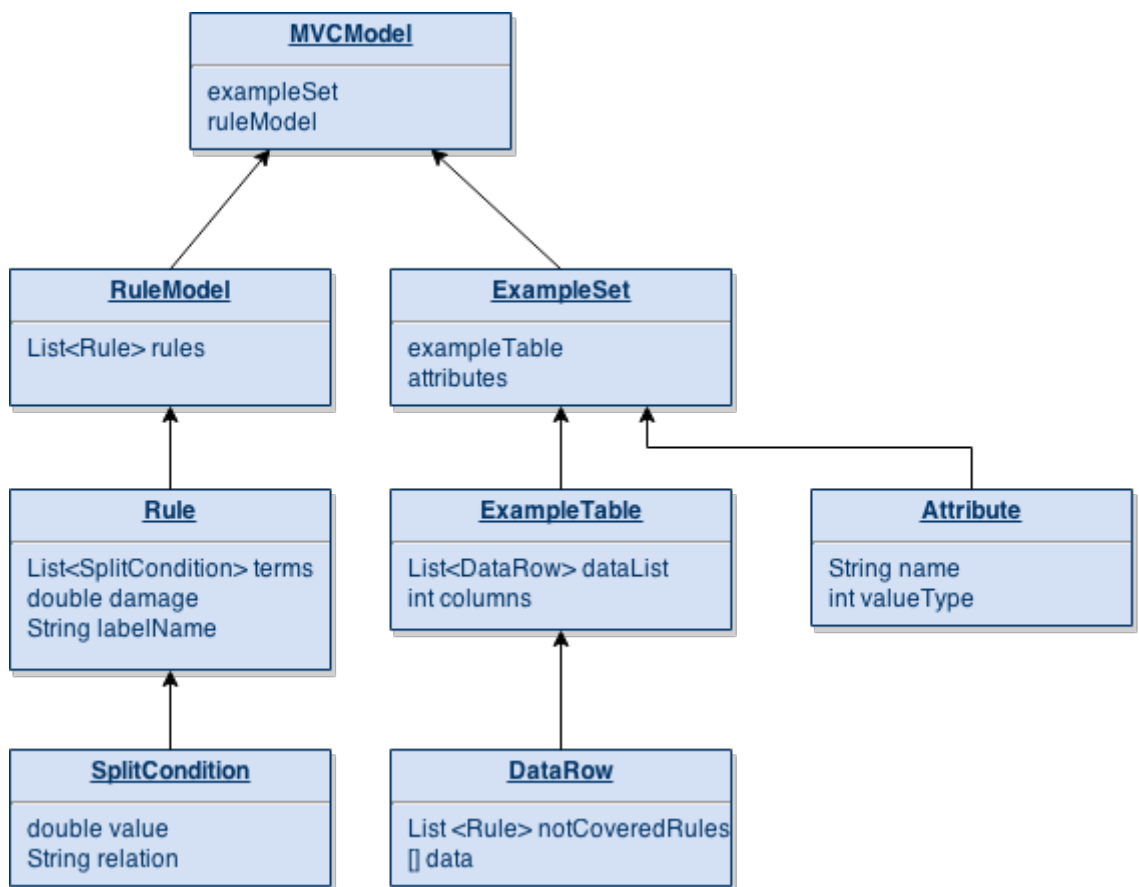 MVCModel
exampleSet
ruleModel
RuleModel
List<Rule> rules
ExampleSet
exampleTable
attributes
Rule
List<SplitCondition> terms
double damage
String labelName
ExampleTable
List<DataRow> dataList
int columns
Attribute
String name
int valueType
SplitCondition
double value
String relation
DataRow
List <Rule> notCoveredRules
[] data